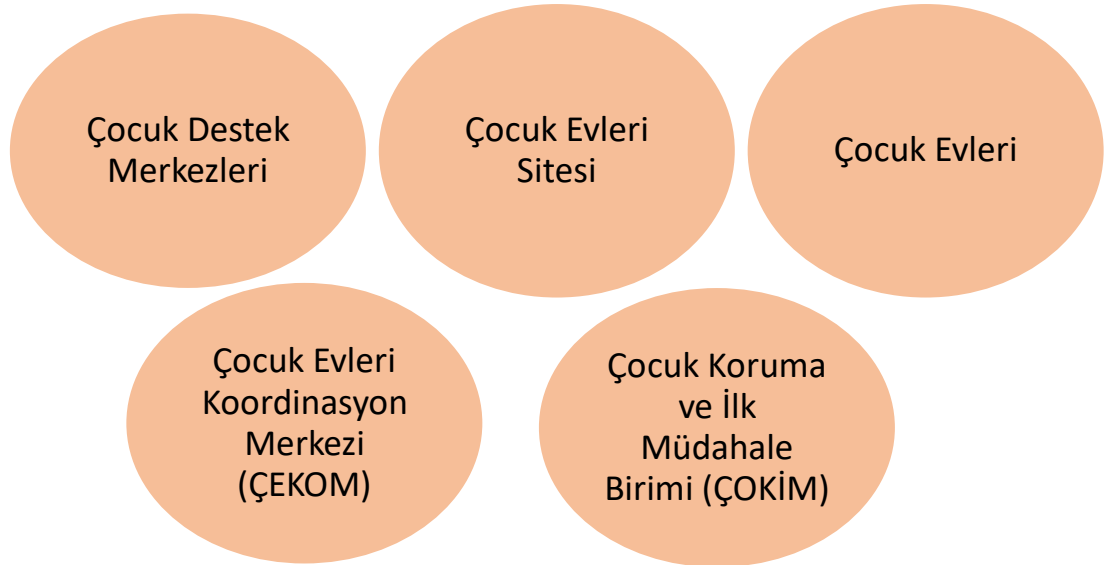 Çocuk Destek
Merkezleri
Çocuk Evleri
Sitesi
Çocuk Evleri
Çocuk Evleri
Koordinasyon
Merkezi
(ÇEKOM)
Çocuk Koruma
ve İlk
Müdahale
Birimi (ÇOKİM)